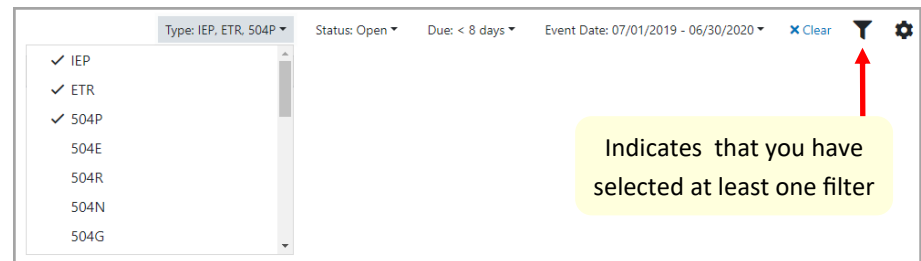 Type: IEP, ETR, 504P Status: Open Due: < 8 days Event Date: 07/01/2019 - 06/30/2020 × Clear
✓ IEP
✓ ETR
✓ 504P
504E
504R
504N
504G
Indicates that you have
selected at least one filter